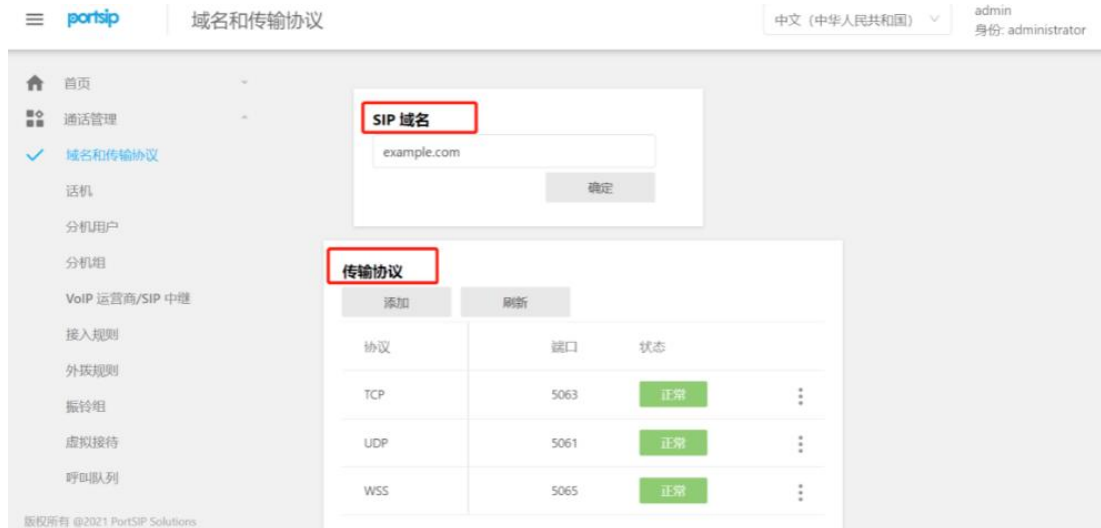 portsip
域名和传输协议
中文 (中华人民共和国)
admin
身份: administrator
首页
通话管理
域名和传输协议
话机
分机用户
分机组
VoIP 运营商/SIP 中继
接入规则
外拨规则
振铃组
虚拟接待
呼叫队列
版权所有 @2021 PortSIP Solutions
SIP 域名
example.com
确定
传输协议
添加 刷新
协议 端口 状态
TCP 5063 正常
UDP 5061 正常
WSS 5065 正常